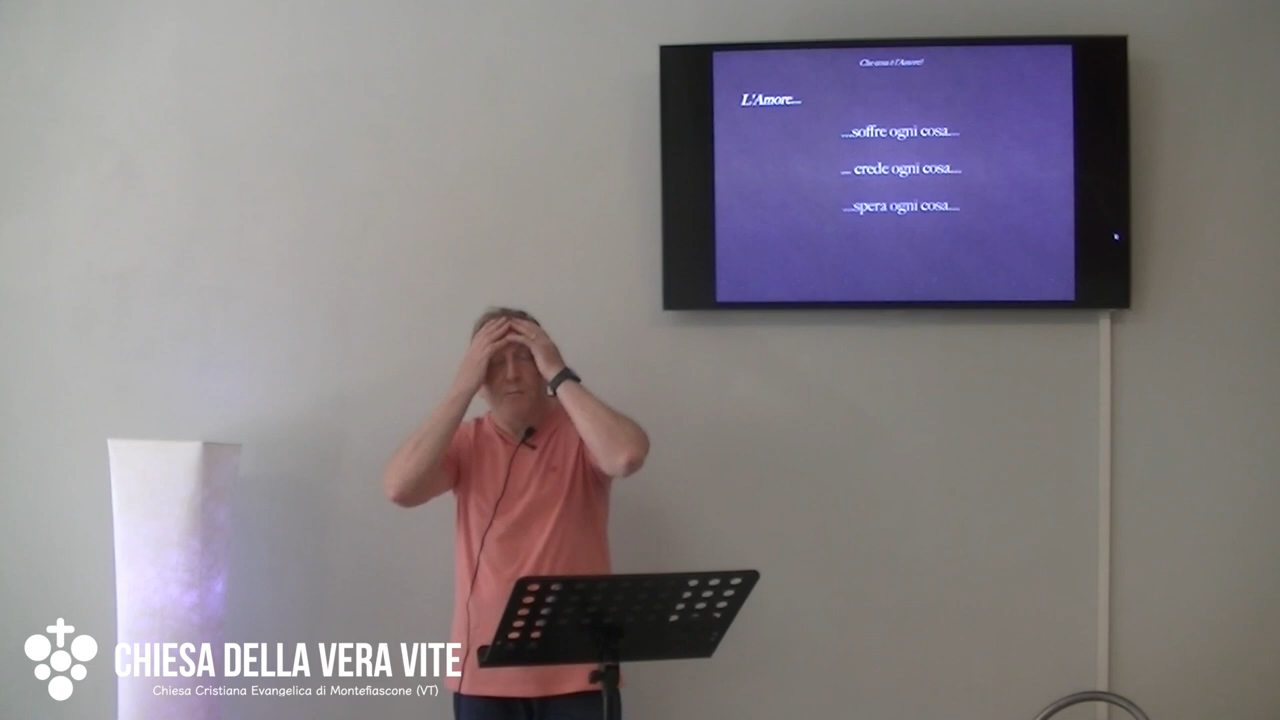 Che cosa è l'Amore?
L'Amore...
...soffre ogni cosa...
... crede ogni cosa...
...spera ogni cosa...
CHIESA DELLA VERA VITE
Chiesa Cristiana Evangelica di Montefiascone (VT)